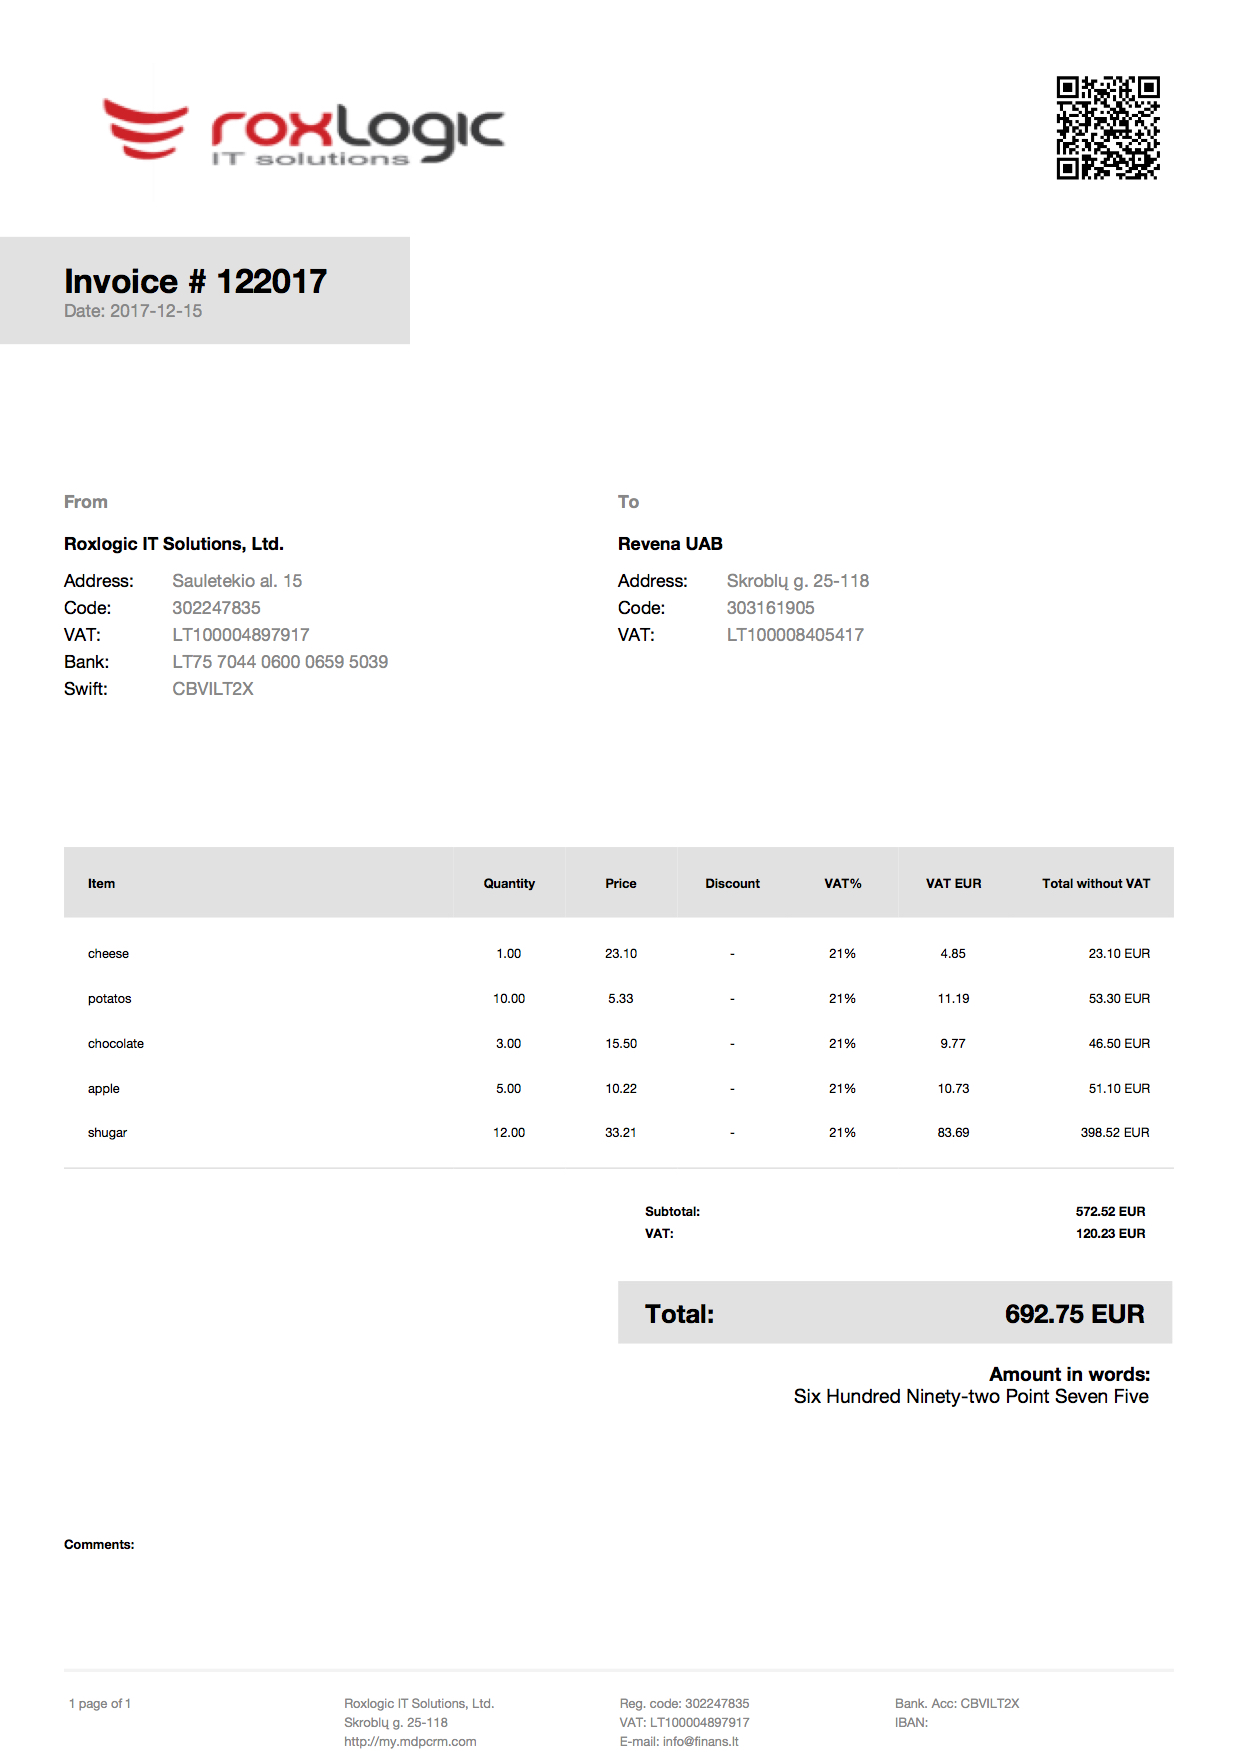 roxLogic
IT solutions
Invoice # 122017
Date: 2017-12-15
From
Roxlogic IT Solutions, Ltd.
Address: Sauletekio al. 15
Code: 302247835
VAT: LT100004897917
Bank: LT75 7044 0600 0659 5039
Swift: CBVILT2X
To
Revena UAB
Address: Skroblų g. 25-118
Code: 303161905
VAT: LT100008405417
Item Quantity Price Discount VAT% VAT EUR Total without VAT
cheese 1.00 23.10 - 21% 4.85 23.10 EUR
potatos 10.00 5.33 - 21% 11.19 53.30 EUR
chocolate 3.00 15.50 - 21% 9.77 46.50 EUR
apple 5.00 10.22 - 21% 10.73 51.10 EUR
shugar 12.00 33.21 - 21% 83.69 398.52 EUR
Subtotal: 572.52 EUR
VAT: 120.23 EUR
Total: 692.75 EUR
Amount in words:
Six Hundred Ninety-two Point Seven Five
Comments:
1 page of 1
Roxlogic IT Solutions, Ltd.
Skroblų g. 25-118
http://my.mdpcrm.com
Reg. code: 302247835
VAT: LT100004897917
E-mail: info@finans.lt
Bank. Acc: CBVILT2X
IBAN: